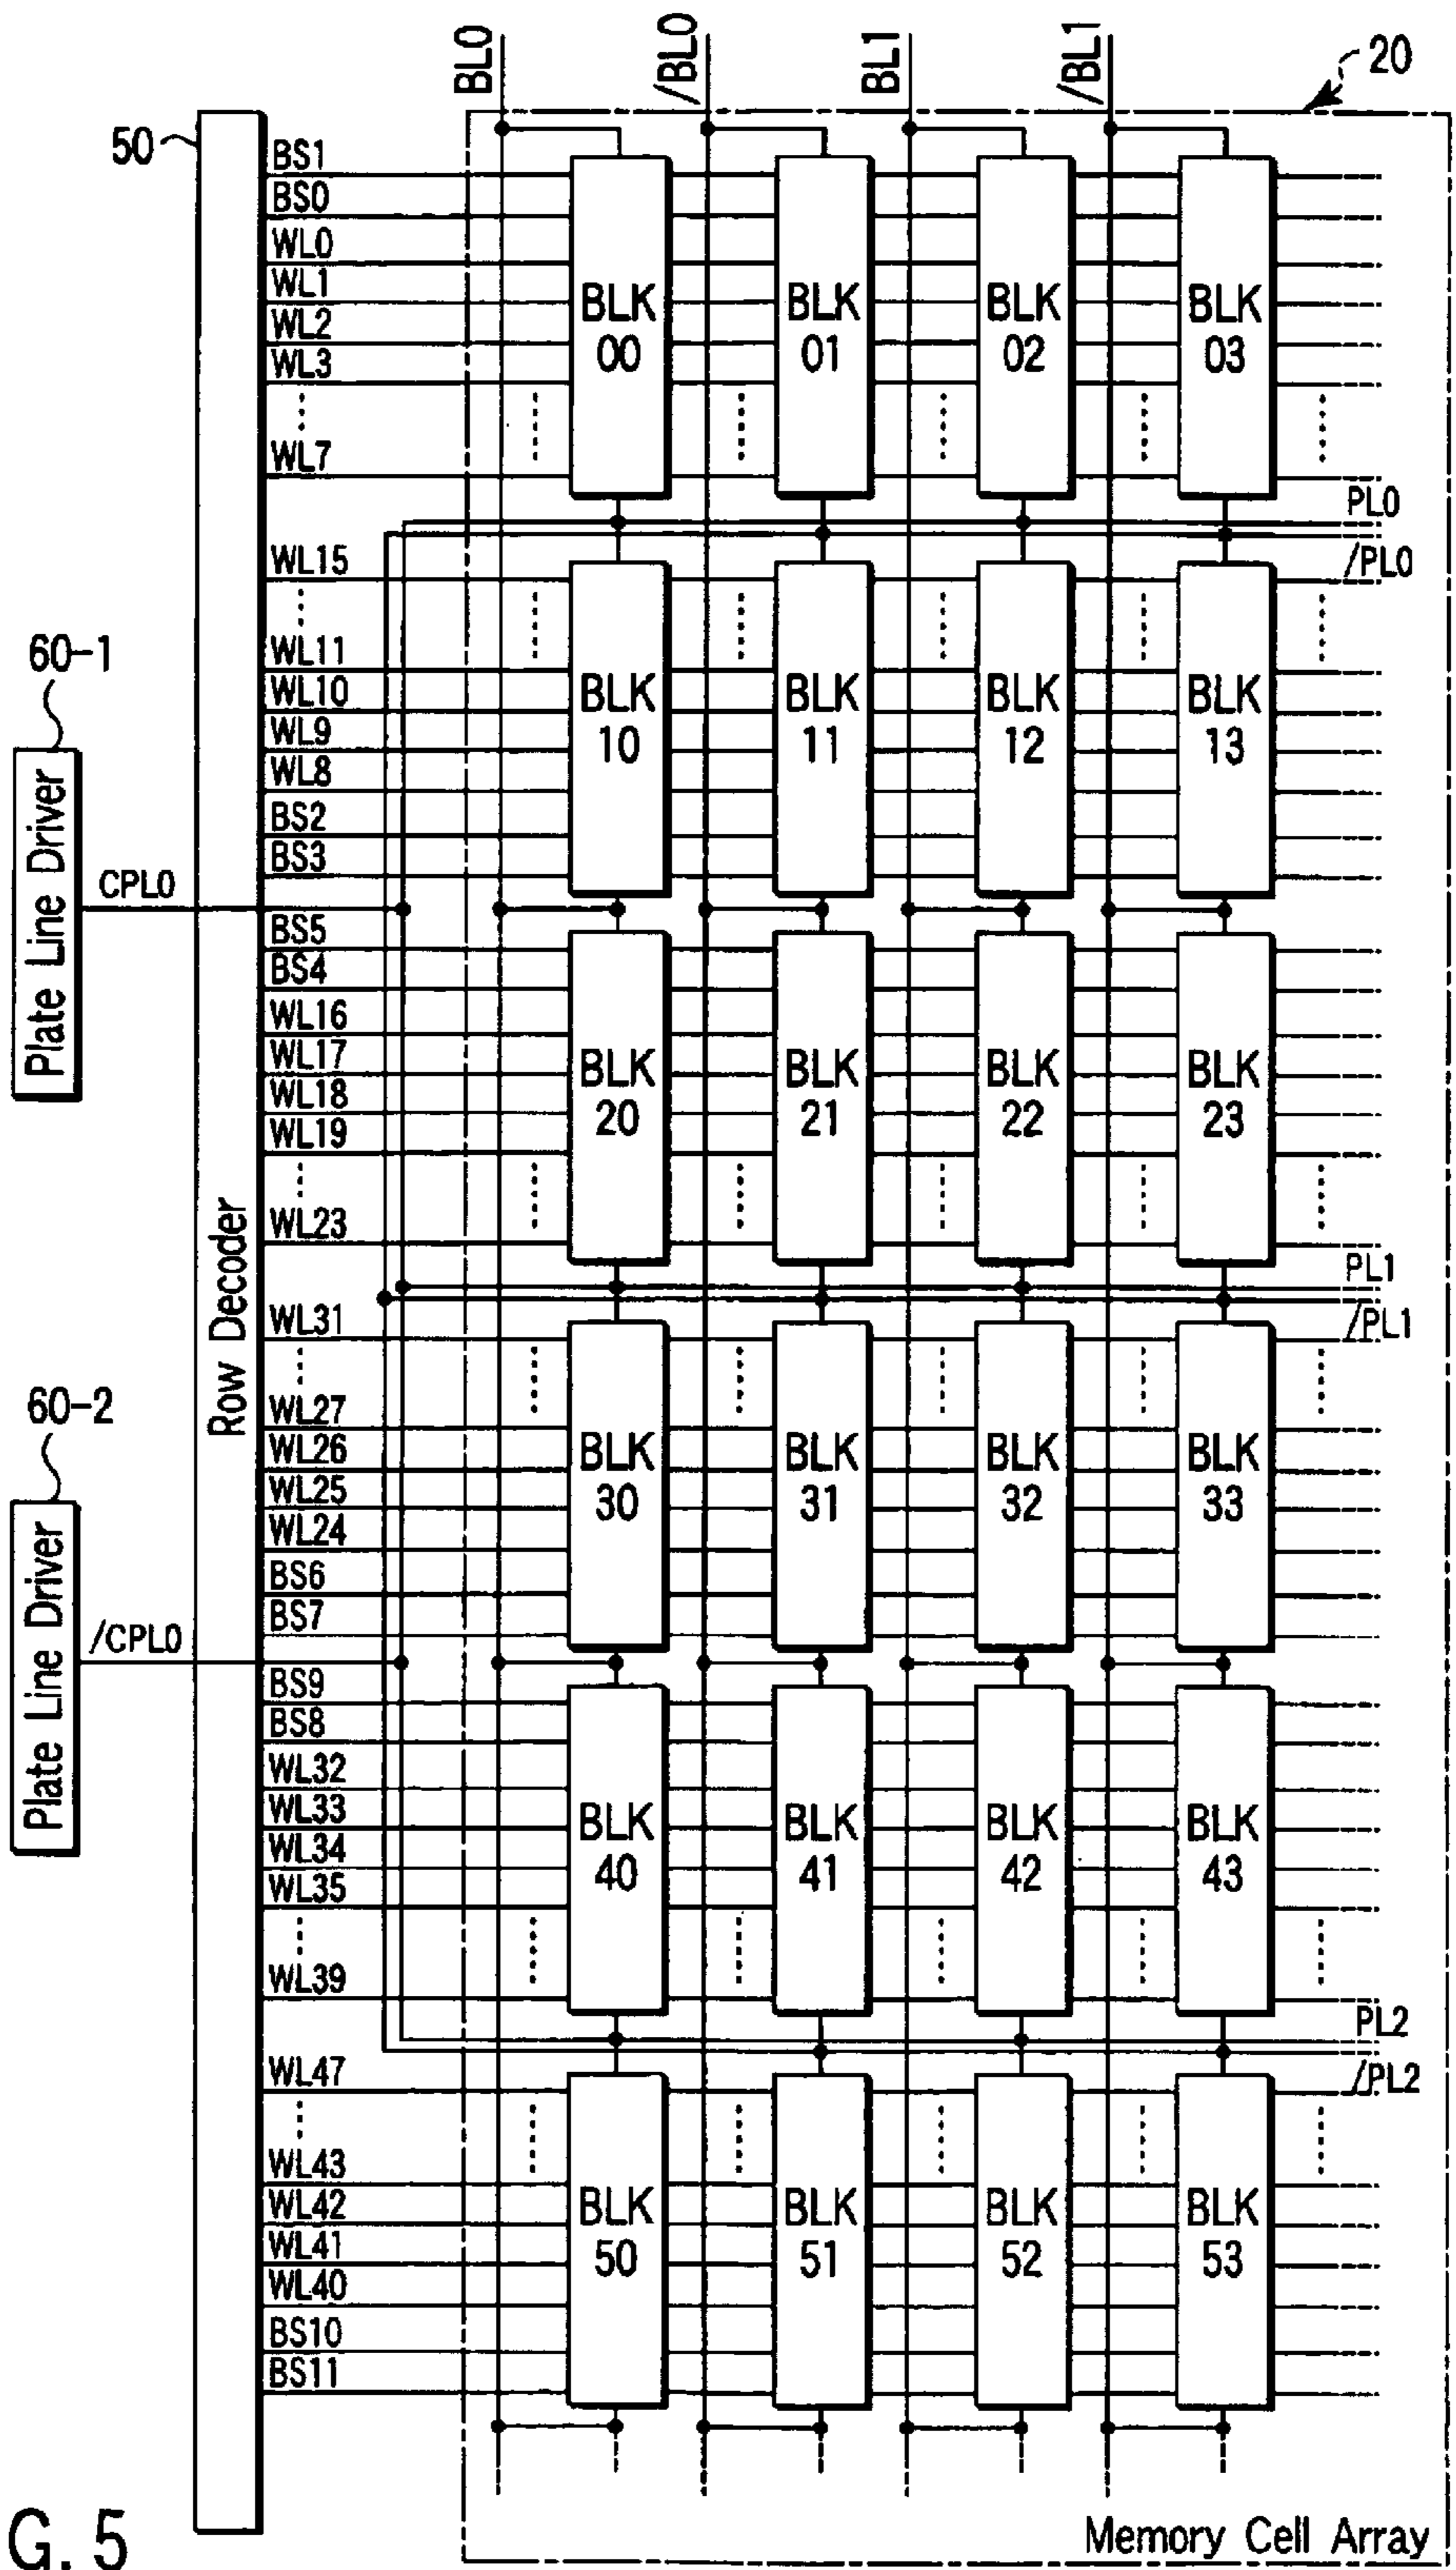 BL0
/BL0
BL1
/BL1
20
50
BS1
BS0
WL0
WL1
WL2
WL3
WL7
BLK 00
BLK 01
BLK 02
BLK 03
PL0
/PL0
WL15
WL11
WL10
WL9
WL8
BS2
BS3
BLK 10
BLK 11
BLK 12
BLK 13
60-1
Plate Line Driver
CPL0
BS5
BS4
WL16
WL17
WL18
WL19
WL23
BLK 20
BLK 21
BLK 22
BLK 23
Row Decoder
PL1
/PL1
WL31
WL27
WL26
WL25
WL24
BS6
BS7
BLK 30
BLK 31
BLK 32
BLK 33
60-2
Plate Line Driver
/CPL0
BS9
BS8
WL32
WL33
WL34
WL35
WL39
BLK 40
BLK 41
BLK 42
BLK 43
PL2
/PL2
WL47
WL43
WL42
WL41
WL40
BS10
BS11
BLK 50
BLK 51
BLK 52
BLK 53
Memory Cell Array
G. 5